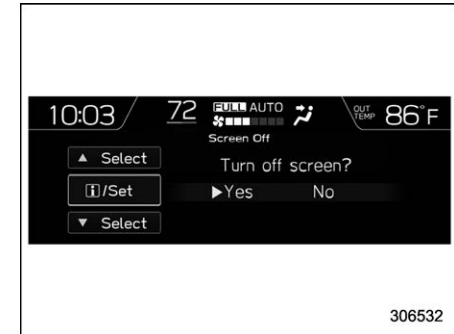 10:03 72 FULL AUTO OUT TEMP 86°F
Screen Off
▲ Select
Turn off screen?
i/Set
▶Yes No
▼ Select
306532